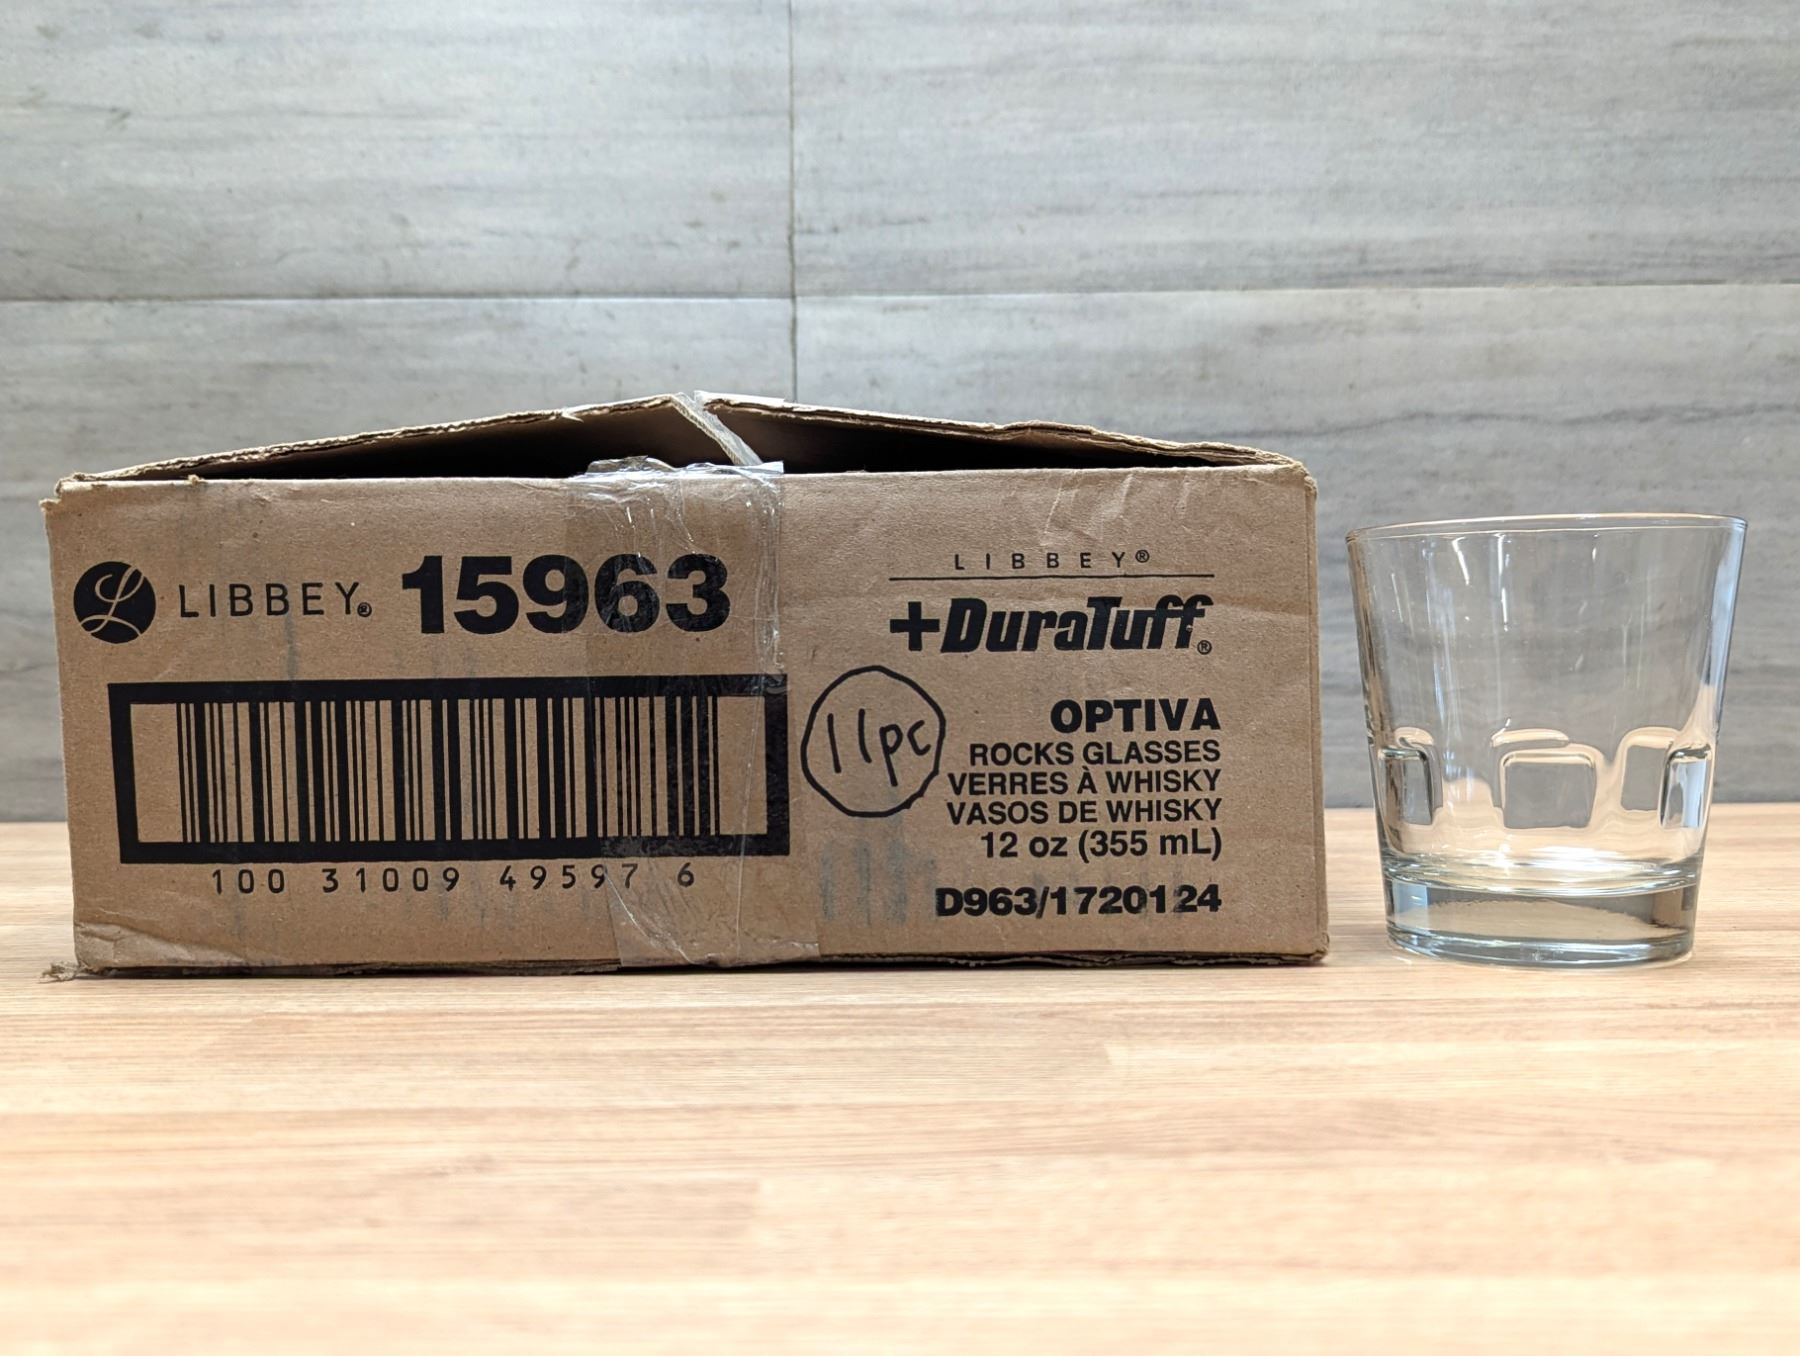 LIBBEY® 15963
100 31009 49597 6
LIBBEY®
+DuraTuff®
11pc
OPTIVA
ROCKS GLASSES
VERRES À WHISKY
VASOS DE WHISKY
12 oz (355 mL)
D963/1720124